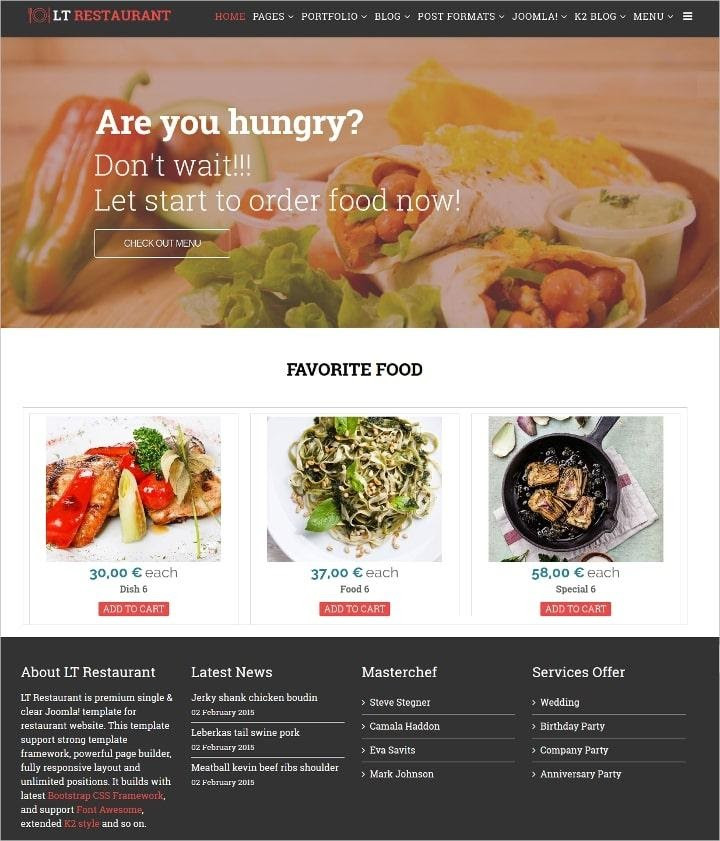 LT RESTAURANT
HOME PAGES PORTFOLIO BLOG POST FORMATS JOOMLA! K2 BLOG MENU
Are you hungry?
Don't wait!!!
Let start to order food now!
CHECK OUT MENU
FAVORITE FOOD
30,00 € each
Dish 6
ADD TO CART
37,00 € each
Food 6
ADD TO CART
58,00 € each
Special 6
ADD TO CART
About LT Restaurant
LT Restaurant is premium single &
clear Joomla! template for
restaurant website. This template
support strong template
framework, powerful page builder,
fully responsive layout and
unlimited positions. It builds with
latest Bootstrap CSS Framework,
and support Font Awesome,
extended K2 style and so on.
Latest News
Jerky shank chicken boudin
02 February 2015
Leberkas tail swine pork
02 February 2015
Meatball kevin beef ribs shoulder
02 February 2015
Masterchef
Steve Stegner
Camala Haddon
Eva Savits
Mark Johnson
Services Offer
Wedding
Birthday Party
Company Party
Anniversary Party